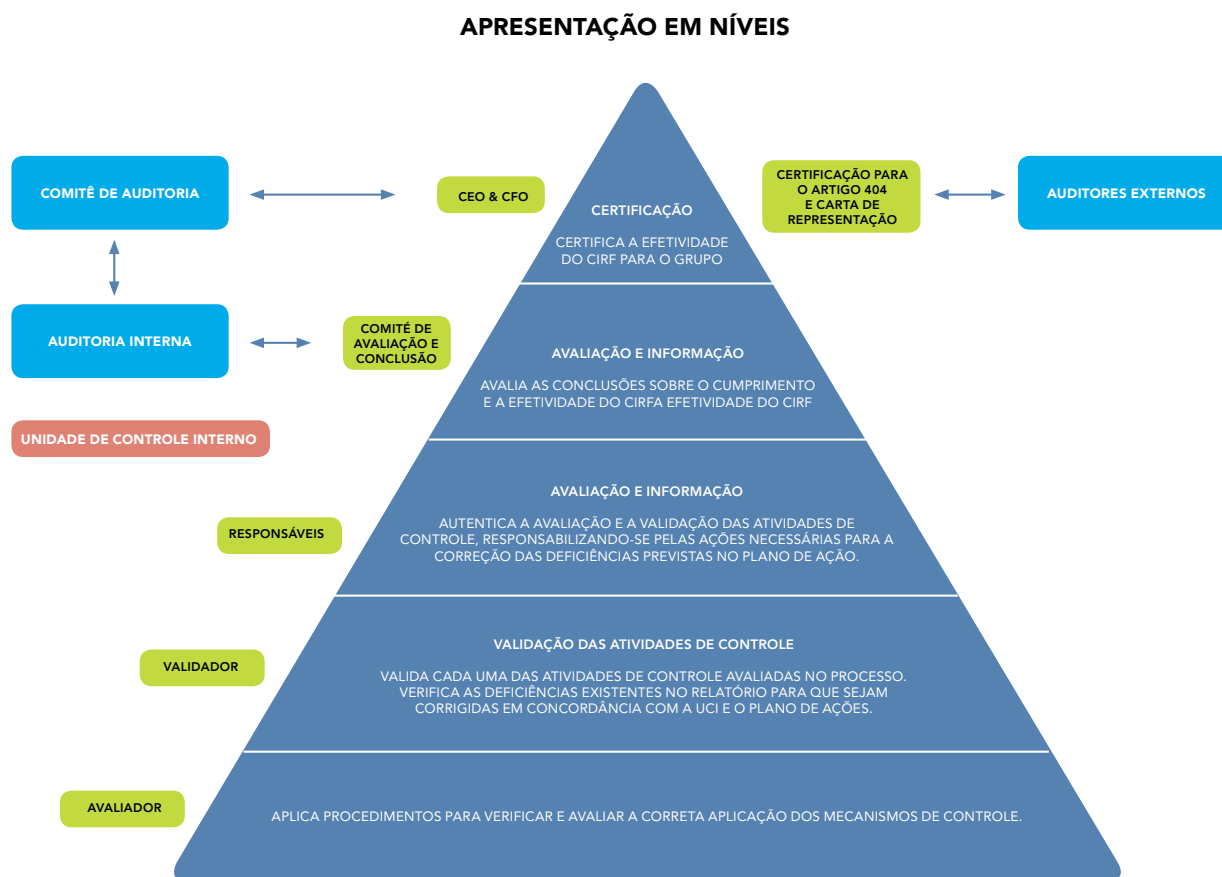 APRESENTAÇÃO EM NÍVEIS
COMITÊ DE AUDITORIA
CEO & CFO
CERTIFICAÇÃO PARA
O ARTIGO 404
E CARTA DE
REPRESENTAÇÃO
AUDITORES EXTERNOS
CERTIFICAÇÃO
CERTIFICA A EFETIVIDADE
DO CIRF PARA O GRUPO
AUDITORIA INTERNA
COMITÉ DE
AVALIAÇÃO E
CONCLUSÃO
AVALIAÇÃO E INFORMAÇÃO
AVALIA AS CONCLUSÕES SOBRE O CUMPRIMENTO
E A EFETIVIDADE DO CIRFA EFETIVIDADE DO CIRF
UNIDADE DE CONTROLE INTERNO
RESPONSÁVEIS
AVALIAÇÃO E INFORMAÇÃO
AUTENTICA A AVALIAÇÃO E A VALIDAÇÃO DAS ATIVIDADES DE
CONTROLE, RESPONSABILIZANDO-SE PELAS AÇÕES NECESSÁRIAS PARA A
CORREÇÃO DAS DEFICIÊNCIAS PREVISTAS NO PLANO DE AÇÃO.
VALIDADOR
VALIDAÇÃO DAS ATIVIDADES DE CONTROLE
VALIDA CADA UMA DAS ATIVIDADES DE CONTROLE AVALIADAS NO PROCESSO.
VERIFICA AS DEFICIÊNCIAS EXISTENTES NO RELATÓRIO PARA QUE SEJAM
CORRIGIDAS EM CONCORDÂNCIA COM A UCI E O PLANO DE AÇÕES.
AVALIADOR
APLICA PROCEDIMENTOS PARA VERIFICAR E AVALIAR A CORRETA APLICAÇÃO DOS MECANISMOS DE CONTROLE.